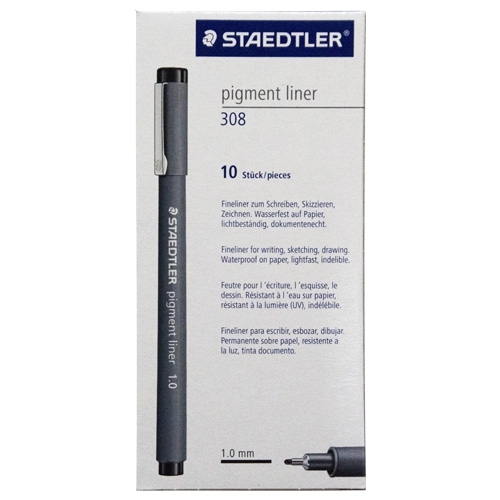 STAEDTLER®
pigment liner
308
10 Stück/pieces
Fineliner zum Schreiben, Skizzieren,
Zeichnen. Wasserfest auf Papier,
lichtbeständig, dokumentenecht.
Fineliner for writing, sketching, drawing.
Waterproof on paper, lightfast, indelible.
Feutre pour l 'écriture, l 'esquisse, le
dessin. Résistant à l 'eau sur papier,
résistant à la lumière (UV), indélébile.
Fineliner para escribir, esbozar, dibujar.
Permanente sobre papel, resistente a
la luz, tinta documento.
1.0 mm
STAEDTLER
pigment liner 1.0